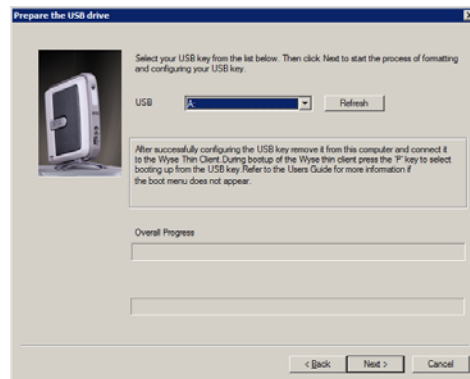 Prepare the USB drive
Select your USB key from the list below. Then click Next to start the process of formatting
and configuring your USB key.
USB A: Refresh
After successfully configuring the USB key remove it from this computer and connect it
to the Wyse Thin Client.During bootup of the Wyse thin client press the 'P' key to select
booting up from the USB key.Refer to the Users Guide for more information if
the boot menu does not appear.
Overall Progress
< Back Next > Cancel